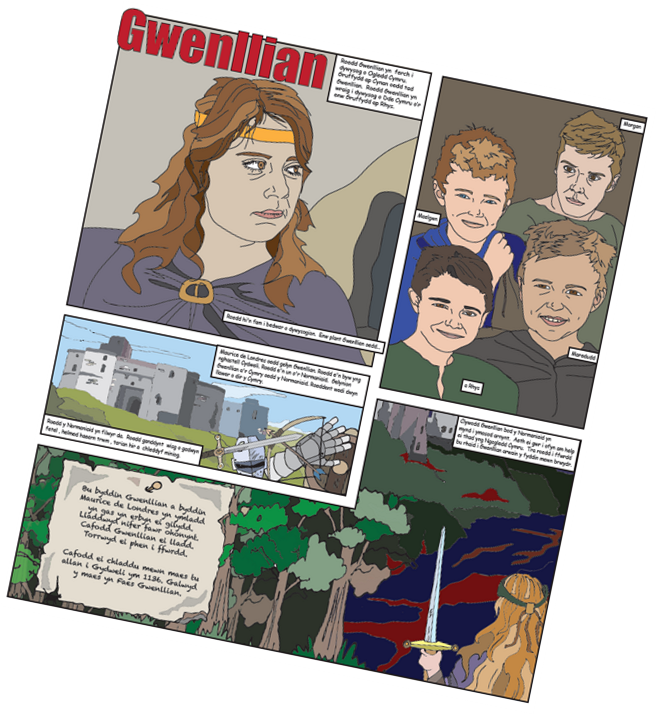 Gwenllian
Roedd Gwenllian yn ferch i
dywysog o Ogledd Cymru.
Gruffydd ap Cynan oedd tad
Gwenllian. Roedd Gwenllian yn
wraig i dywysog o Dde Cymru o'r
enw Gruffydd ap Rhys.
Roedd hi'n fam i bedwar o dywysogion. Enw plant Gwenllian oedd...
Morgan
Maelgwn
Maredudd
a Rhys
Maurice de Londres oedd gelyn Gwenllian. Roedd e'n byw yng
nghastell Cydweli. Roedd e'n un o'r Normaniaid. Gelynion
Gwenllian a'r Cymry oedd y Normaniaid. Roeddent wedi dwyn
llawer o dir y Cymry.
Roedd y Normaniaid yn filwyr da. Roedd ganddynt wisg o gadwyn
fetel, helmed haearn trwm, tarian hir a chleddyf miniog.
Clywodd Gwenllian bod y Normaniaid yn
mynd i ymosod arnynt. Aeth ei gwr i ofyn am help
ei thad yng Ngogledd Cymru. Tra roedd i ffwrdd
bu rhaid i Gwenllian arwain y fyddin mewn brwydr.
Bu byddin Gwenllian a byddin
Maurice de Londres yn ymladd
yn gas yn erbyn ei gilydd.
Lladdwyd nifer fawr ohonynt.
Cafodd Gwenllian ei lladd.
Torrwyd ei phen i ffwrdd.
Cafodd ei chladdu mewn maes tu
allan i Gydweli ym 1136. Galwyd
y maes yn Faes Gwenllian.